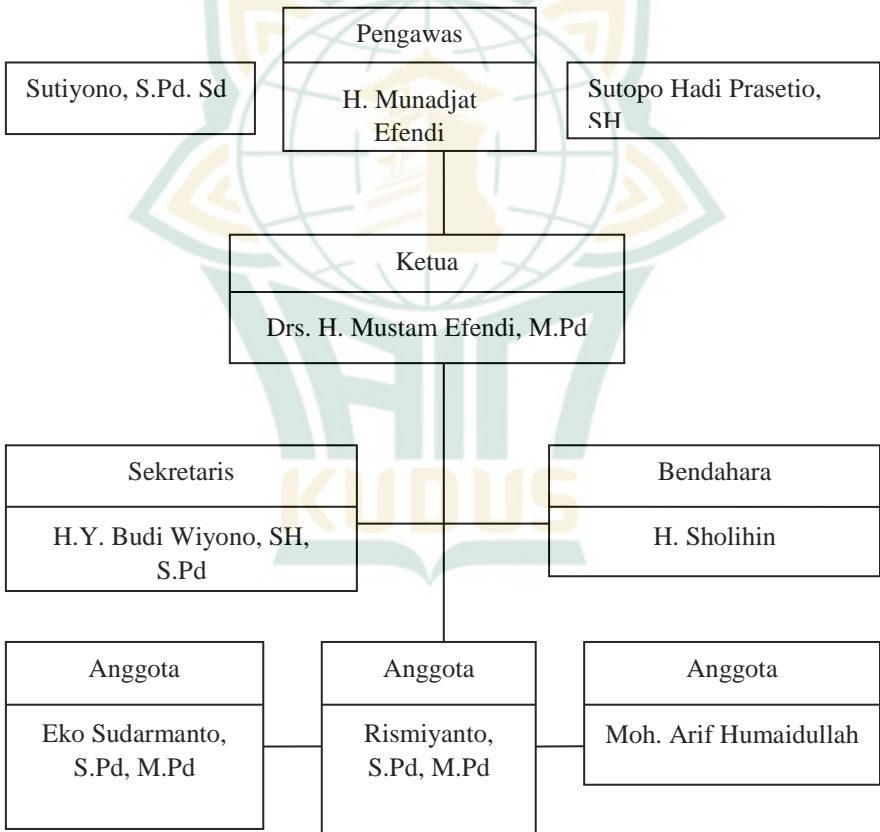 Pengawas
Sutiyono, S.Pd. Sd
H. Munadjat
Efendi
Sutopo Hadi Prasetio,
SH
Ketua
Drs. H. Mustam Efendi, M.Pd
Sekretaris
H.Y. Budi Wiyono, SH,
S.Pd
Bendahara
H. Sholihin
KUDUS
Anggota
Eko Sudarmanto,
S.Pd, M.Pd
Anggota
Rismiyanto,
S.Pd, M.Pd
Anggota
Moh. Arif Humaidullah